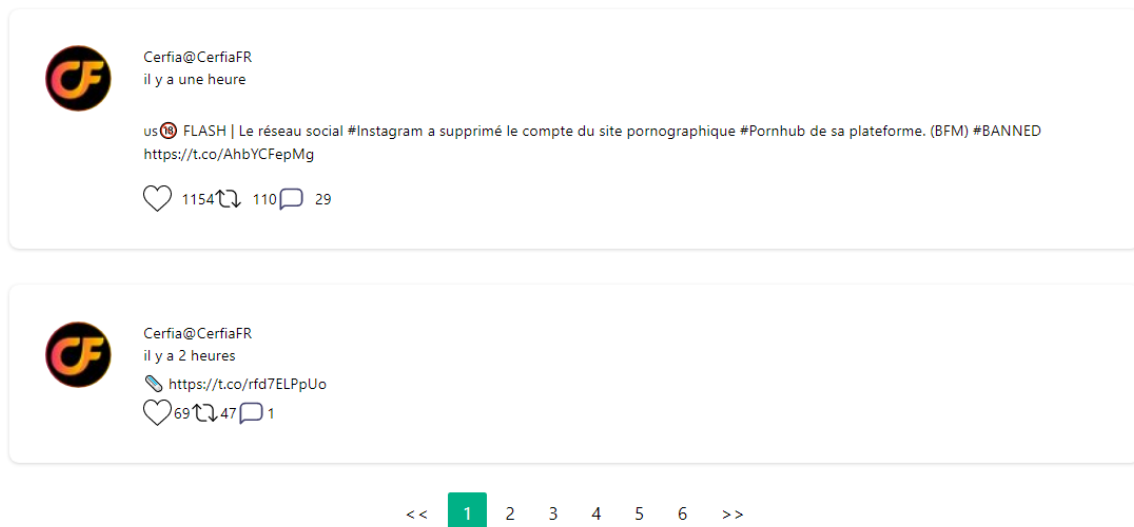 CF
Cerfia@CerfiaFR
il y a une heure
us🔞 FLASH | Le réseau social #Instagram a supprimé le compte du site pornographique #Pornhub de sa plateforme. (BFM) #BANNED
https://t.co/AhbYCFepMg
1154 110 29
CF
Cerfia@CerfiaFR
il y a 2 heures
https://t.co/rfd7ELPpUo
69 47 1
<< 1 2 3 4 5 6 >>